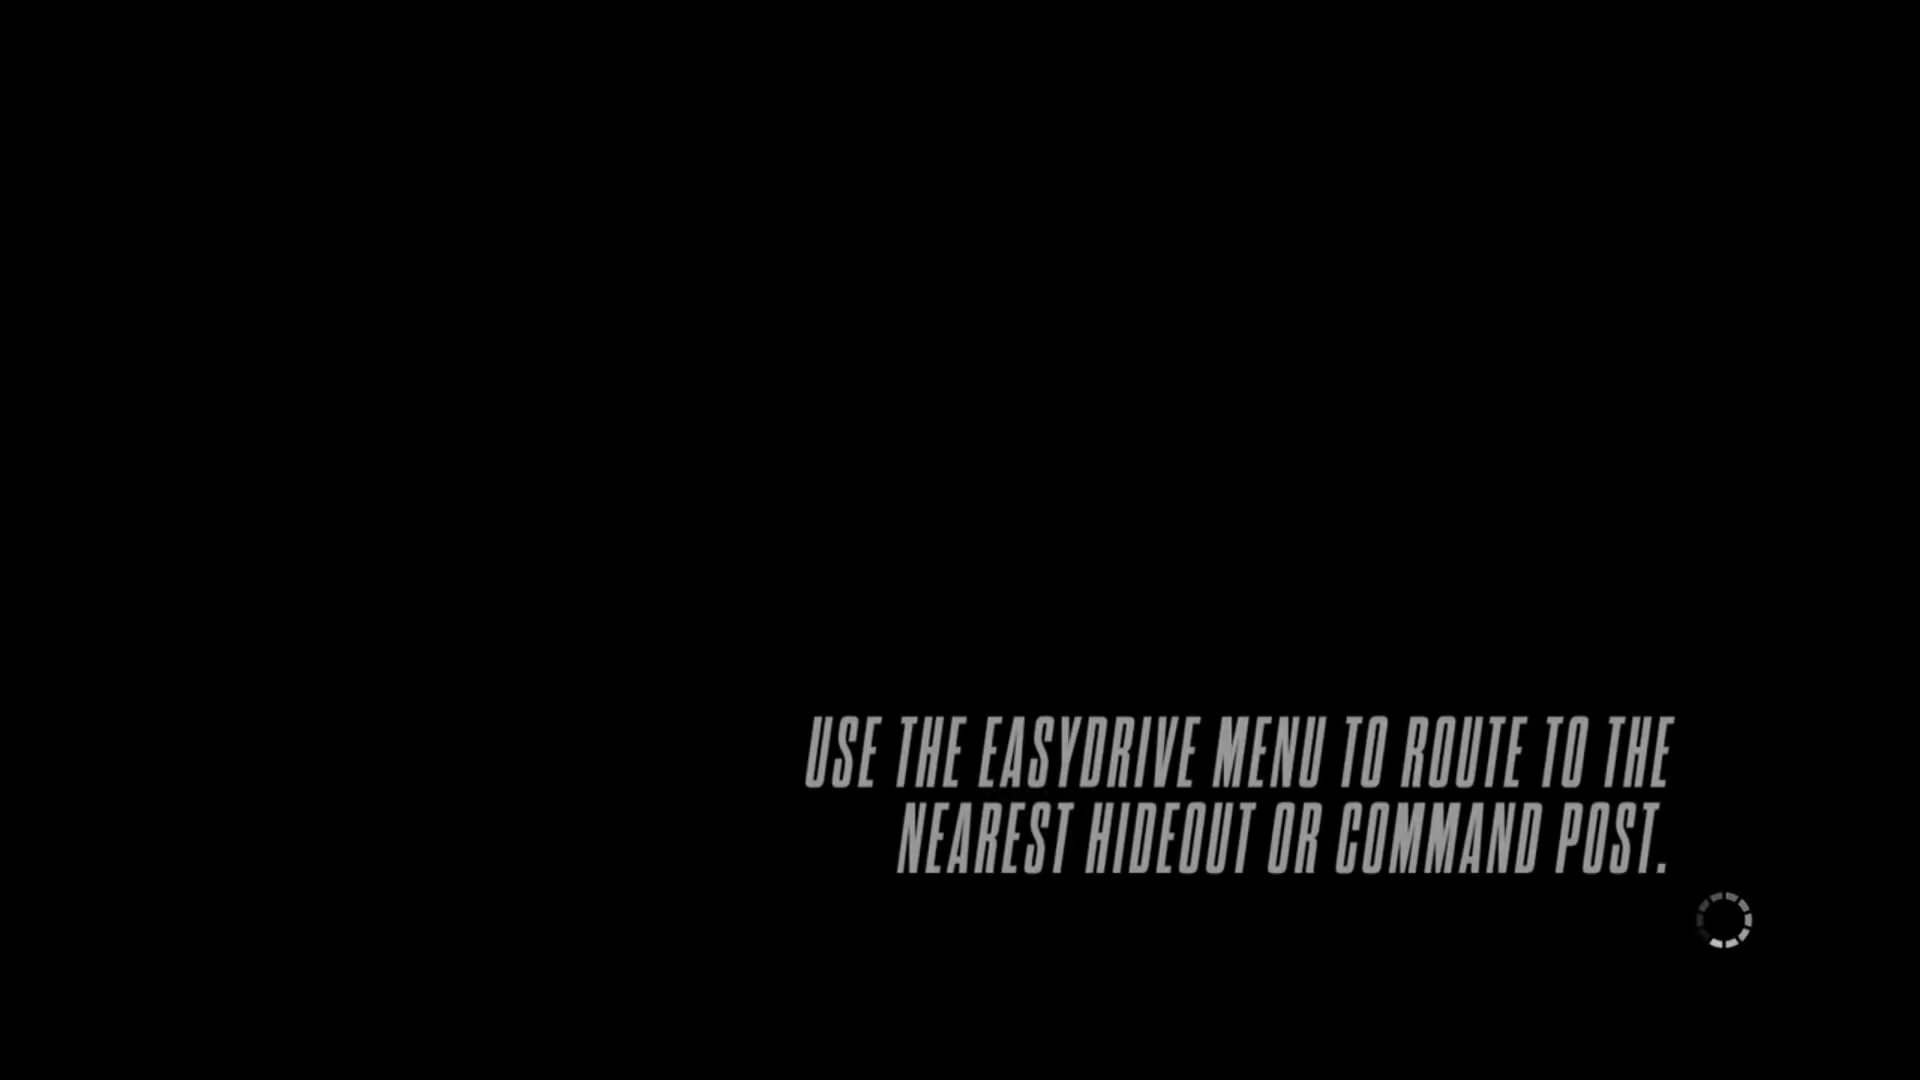 USE THE EASYDRIVE MENU TO ROUTE TO THE
NEAREST HIDEOUT OR COMMAND POST.